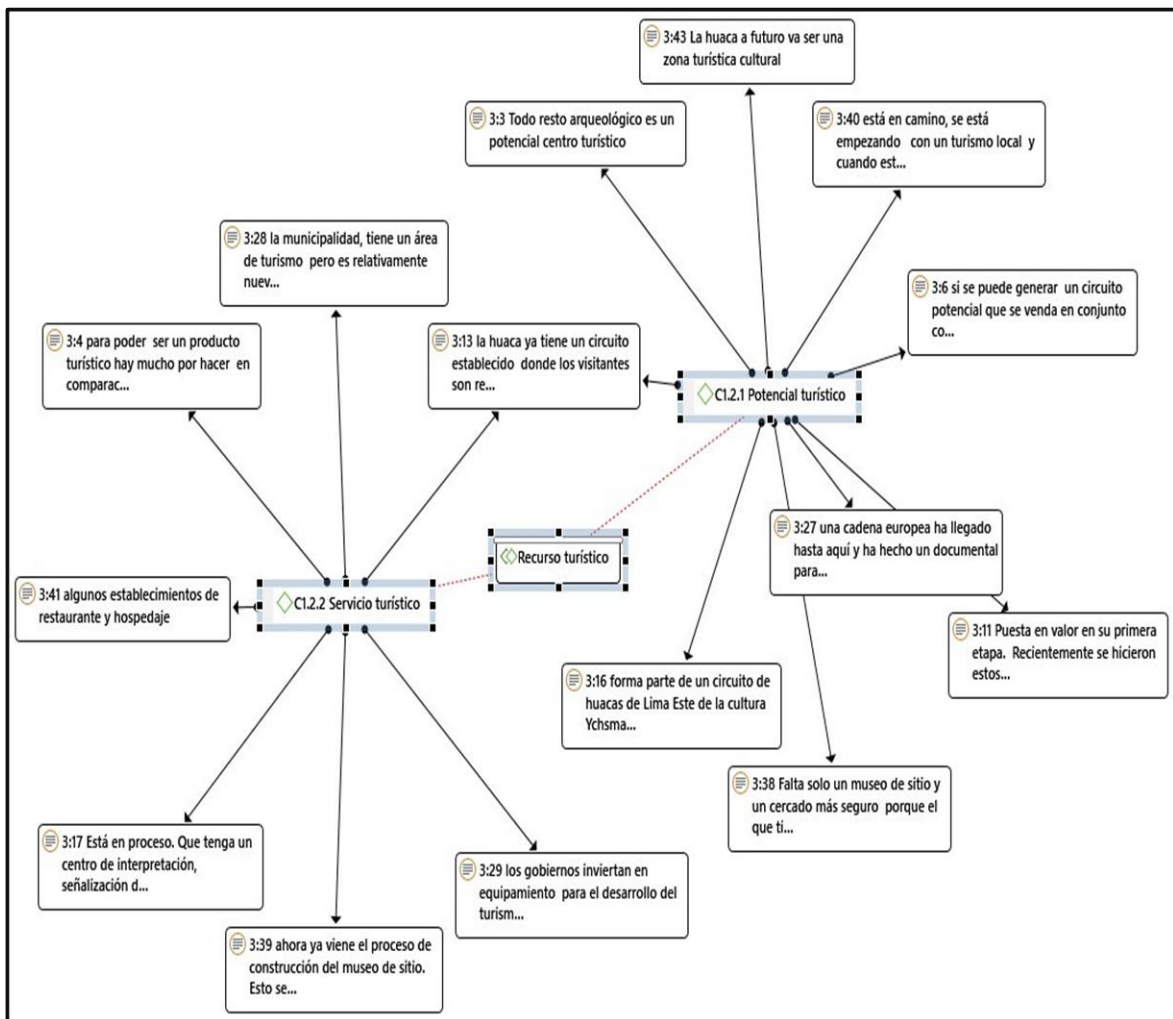 3:43 La huaca a futuro va ser una
zona turística cultural
3:3 Todo resto arqueológico es un
potencial centro turístico
3:40 está en camino, se está
empezando con un turismo local y
cuando est...
3:28 la municipalidad, tiene un área
de turismo pero es relativamente
nuev...
3:6 si se puede generar un circuito
potencial que se venda en conjunto
co...
3:4 para poder ser un producto
turístico hay mucho por hacer en
comparac...
3:13 la huaca ya tiene un circuito
establecido donde los visitantes
son re...
C1.2.1 Potencial turístico
3:27 una cadena europea ha llegado
hasta aquí y ha hecho un documental
para...
Recurso turístico
3:41 algunos establecimientos de
restaurante y hospedaje
C1.2.2 Servicio turístico
3:11 Puesta en valor en su primera
etapa. Recientemente se hicieron
estos...
3:16 forma parte de un circuito de
huacas de Lima Este de la cultura
Ychsma...
3:38 Falta solo un museo de sitio y
un cercado más seguro porque el
que ti...
3:17 Está en proceso. Que tenga un
centro de interpretación,
señalización d...
3:29 los gobiernos inviertan en
equipamiento para el desarrollo del
turism...
3:39 ahora ya viene el proceso de
construcción del museo de sitio.
Esto se...